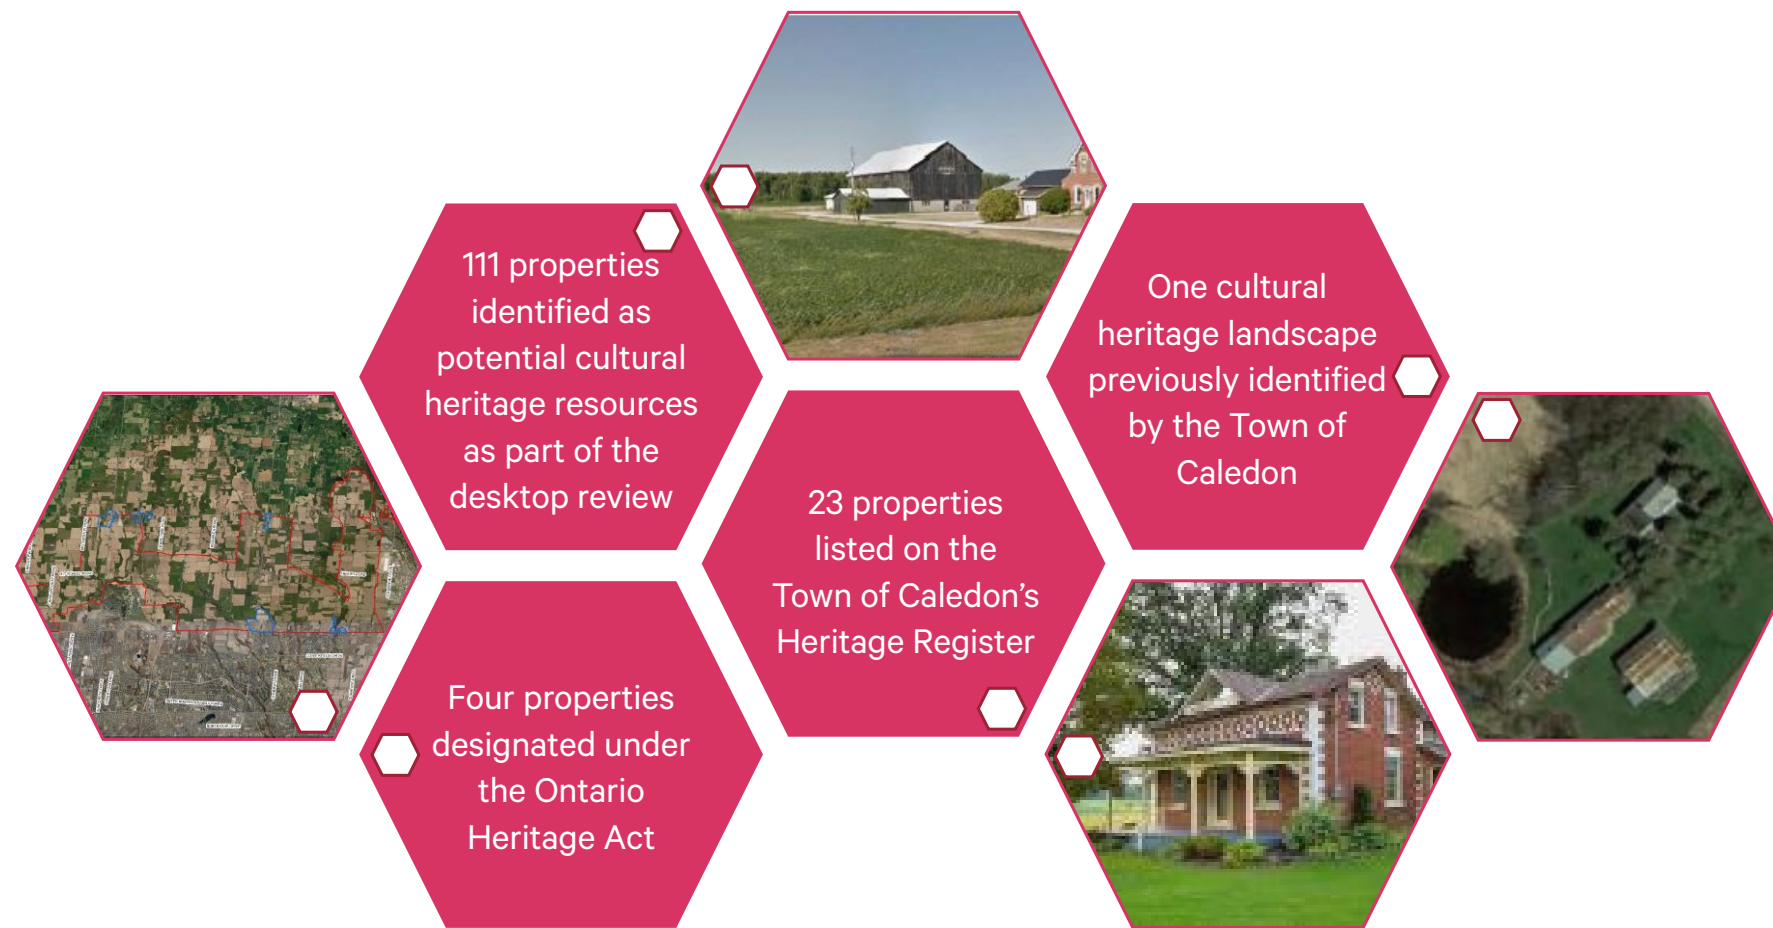 111 properties
identified as
potential cultural
heritage resources
as part of the
desktop review
Four properties
designated under
the Ontario
Heritage Act
23 properties
listed on the
Town of Caledon’s
Heritage Register
One cultural
heritage landscape
previously identified
by the Town of
Caledon